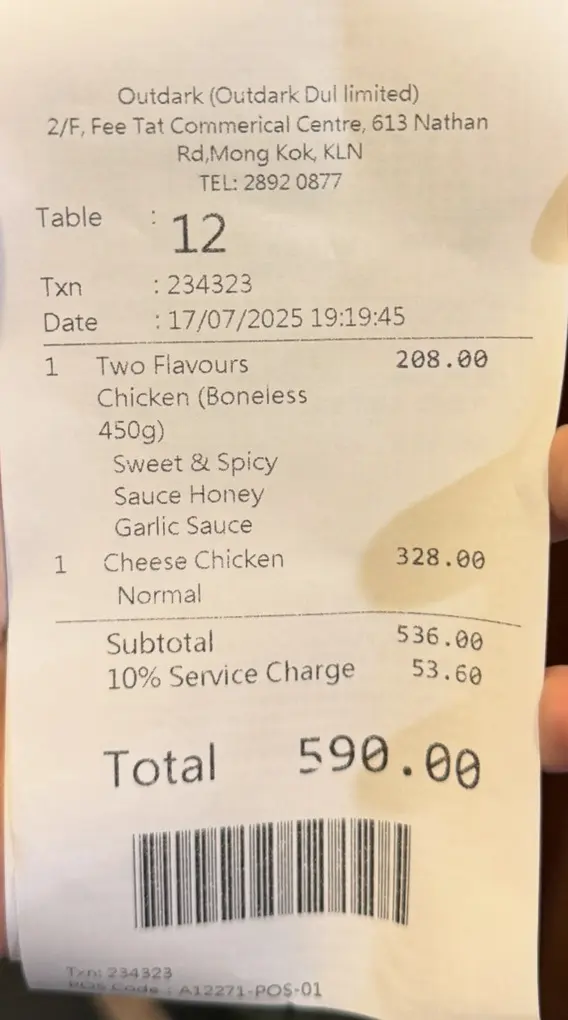 Outdark (Outdark Dul limited)
2/F, Fee Tat Commerical Centre, 613 Nathan
Rd,Mong Kok, KLN
TEL: 2892 0877
Table : 12
Txn : 234323
Date : 17/07/2025 19:19:45
1 Two Flavours 208.00
Chicken (Boneless
450g)
Sweet & Spicy
Sauce Honey
Garlic Sauce
1 Cheese Chicken 328.00
Normal
Subtotal 536.00
10% Service Charge 53.60
Total 590.00
Txn: 234323
POS Code : A12271-POS-01